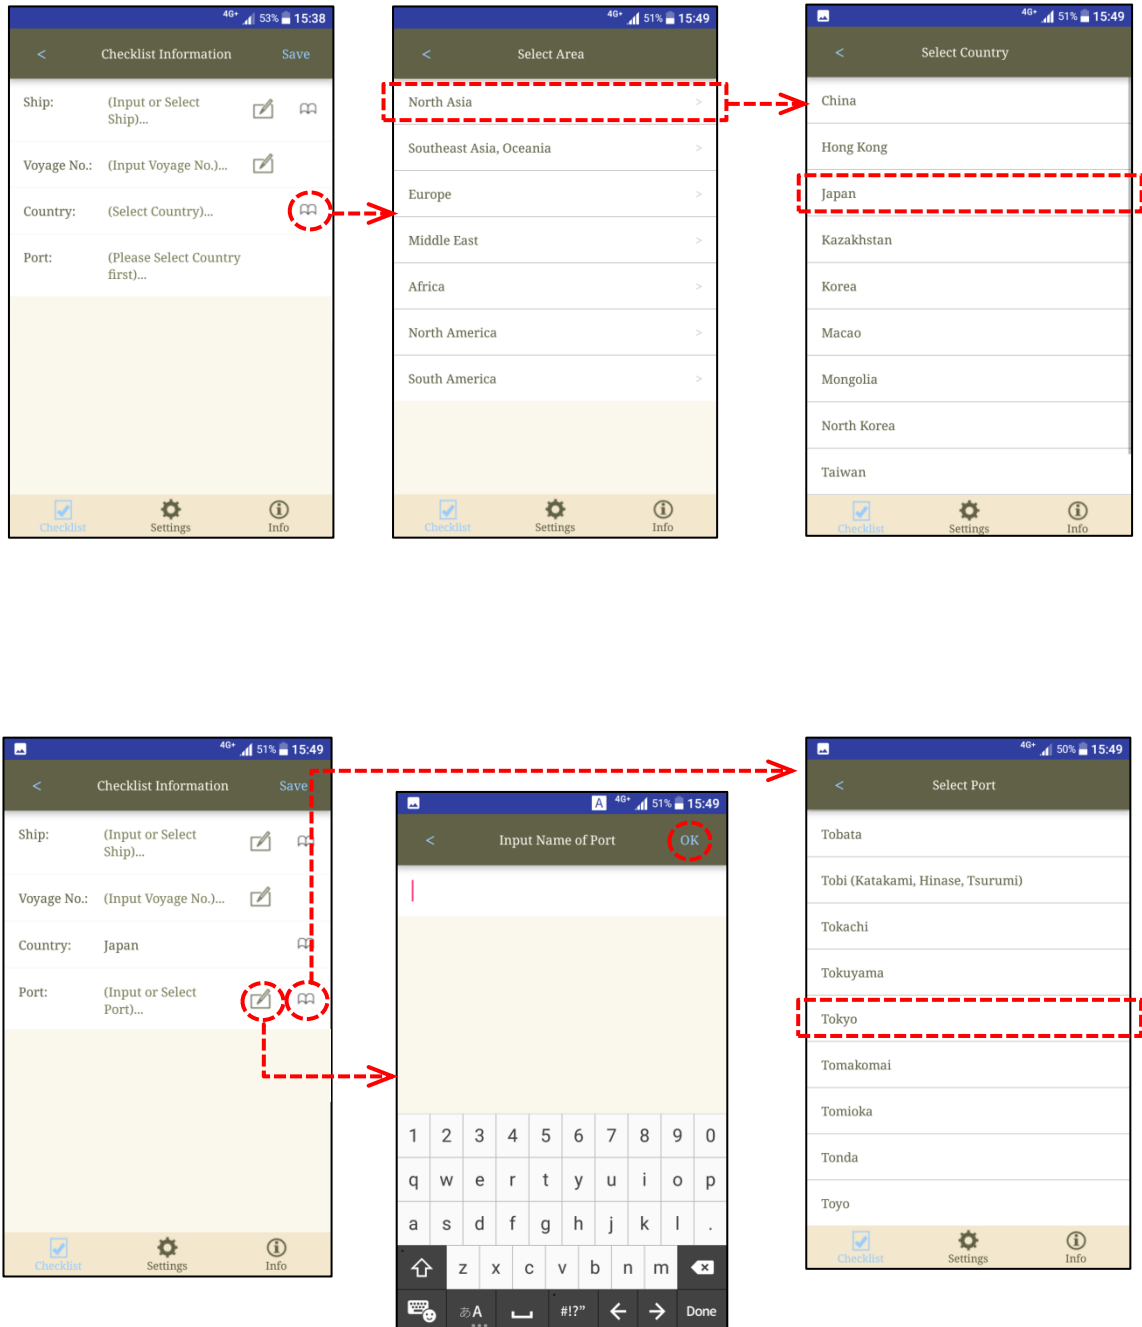 4G+ 53% 15:38
< Checklist Information Save
Ship: (Input or Select
Ship)...
Voyage No.: (Input Voyage No.)...
Country: (Select Country)...
Port: (Please Select Country
first)...
Checklist Settings Info
4G+ 51% 15:49
< Select Area
North Asia >
Southeast Asia, Oceania >
Europe >
Middle East >
Africa >
North America >
South America >
Checklist Settings Info
4G+ 51% 15:49
< Select Country
China
Hong Kong
Japan
Kazakhstan
Korea
Macao
Mongolia
North Korea
Taiwan
Checklist Settings Info
4G+ 51% 15:49
< Checklist Information Save
Ship: (Input or Select
Ship)...
Voyage No.: (Input Voyage No.)...
Country: Japan
Port: (Input or Select
Port)...
Checklist Settings Info
A 4G+ 51% 15:49
< Input Name of Port OK
1 2 3 4 5 6 7 8 9 0
q w e r t y u i o p
a s d f g h j k l .
z x c v b n m
あA #!?" ← → Done
4G+ 50% 15:49
< Select Port
Tobata
Tobi (Katakami, Hinase, Tsurumi)
Tokachi
Tokuyama
Tokyo
Tomakomai
Tomioka
Tonda
Toyo
Checklist Settings Info